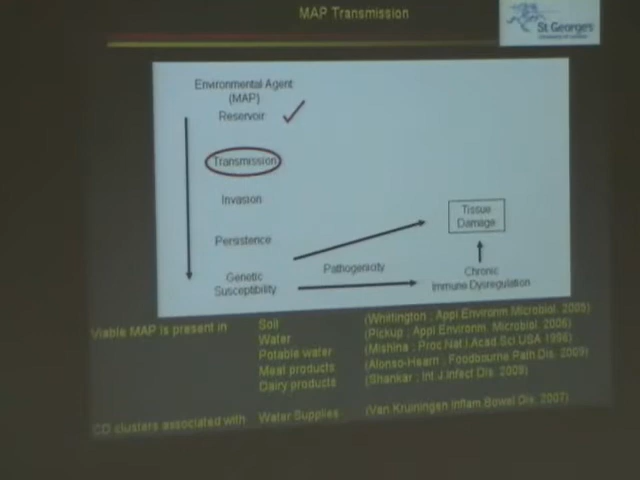 MAP Transmission
St Georges
Environmental Agent
(MAP)
Reservoir
Transmission
Invasion
Persistence
Genetic
Susceptibility
Pathogenicity
Tissue
Damage
Chronic
Immune Dysregulation
Viable MAP is present in
Soil (Whittington ; Appl Environm.Microbiol. 2005)
Water (Pickup ; Appl Environm. Microbiol. 2006)
Potable water (Mishina ; Proc.Nat.l.Acad.Sci USA 1996)
Meat products (Alonso-Hearn ; Foodbourne Path.Dis. 2009)
Dairy products (Shankar ; Int J.Infect Dis. 2009)
CD clusters associated with Water Supplies (Van Kruiningen Inflam.Bowel Dis. 2007)